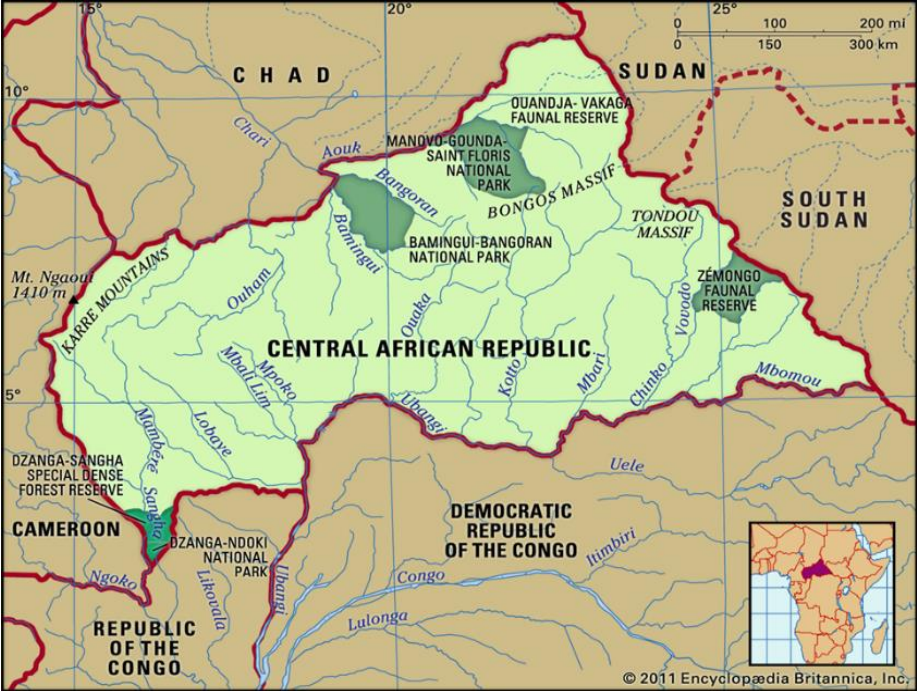 15°
20°
25°
0 100 200 mi
0 150 300 km
CHAD
SUDAN
10°
OUANDJA-VAKAGA
FAUNAL RESERVE
Chari
Aouk
MANOVO-GOUNDA-
SAINT FLORIS
NATIONAL
PARK
Bangoran
BONGOS MASSIF
SOUTH
SUDAN
TONDOU
MASSIF
Bamingui
BAMINGUI-BANGORAN
NATIONAL PARK
Mt. Ngaoui
1410 m
KARRE MOUNTAINS
ZÉMONGO
FAUNAL
RESERVE
Ouham
Ouaka
Vovodo
CENTRAL AFRICAN REPUBLIC
Mpoko
Mbali Lim
Kotto
Mbari
Chinko
Mbomou
5°
Ubangi
Mambéré
Lobaye
DZANGA-SANGHA
SPECIAL DENSE
FOREST RESERVE
Uele
Sangha
CAMEROON
DEMOCRATIC
REPUBLIC
OF THE CONGO
DZANGA-NDOKI
NATIONAL
PARK
Itimbiri
Ngoko
Likovala
Ubangi
Congo
Lulonga
REPUBLIC
OF THE
CONGO
© 2011 Encyclopædia Britannica, Inc.